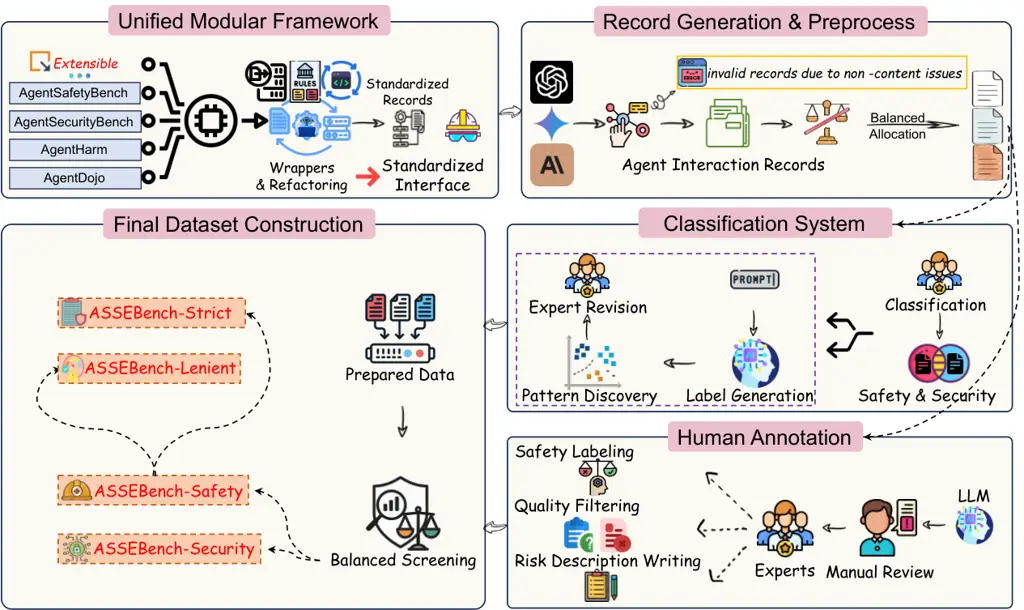 Unified Modular Framework
Extensible
AgentSafetyBench
AgentSecurityBench
AgentHarm
AgentDojo
RULES
Wrappers
& Refactoring
Standardized
Records
Standardized
Interface
Record Generation & Preprocess
ERROR
invalid records due to non -content issues
Agent Interaction Records
Balanced
Allocation
Final Dataset Construction
ASSEBench-Strict
ASSEBench-Lenient
ASSEBench-Safety
ASSEBench-Security
Prepared Data
Balanced Screening
Classification System
Expert Revision
PROMPT
Classification
Pattern Discovery
Label Generation
Safety & Security
Human Annotation
Safety Labeling
Quality Filtering
Risk Description Writing
Experts
Manual Review
LLM